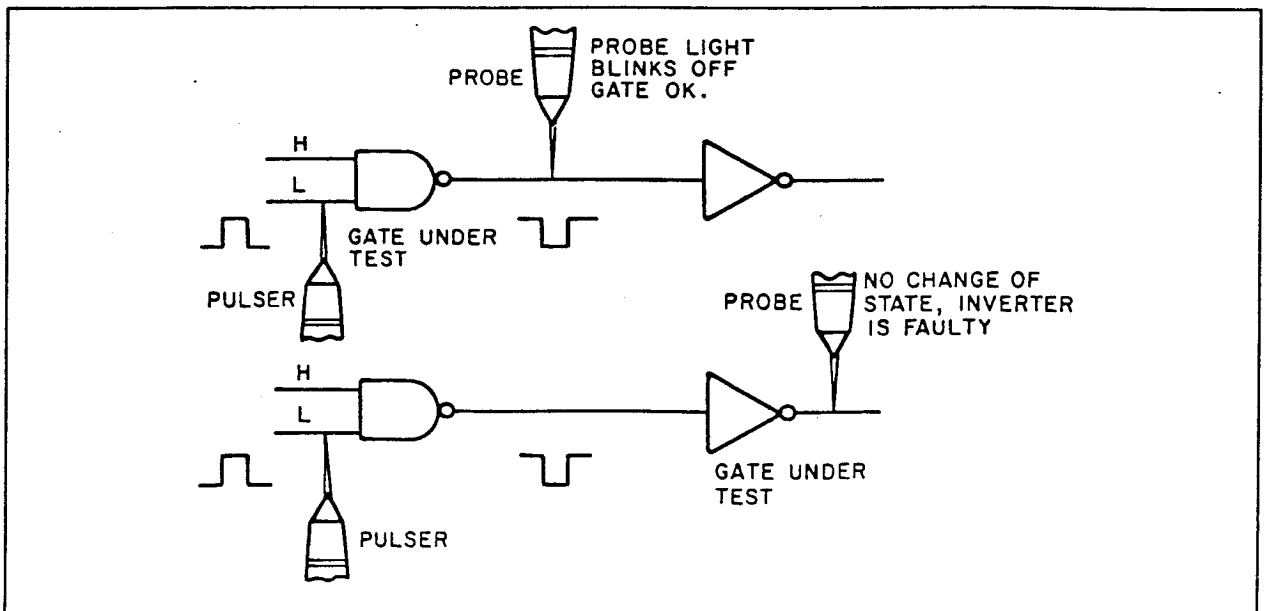 PROBE
PROBE LIGHT
BLINKS OFF
GATE OK.
H
L
GATE UNDER
TEST
PULSER
PROBE
NO CHANGE OF
STATE, INVERTER
IS FAULTY
H
L
GATE UNDER
TEST
PULSER